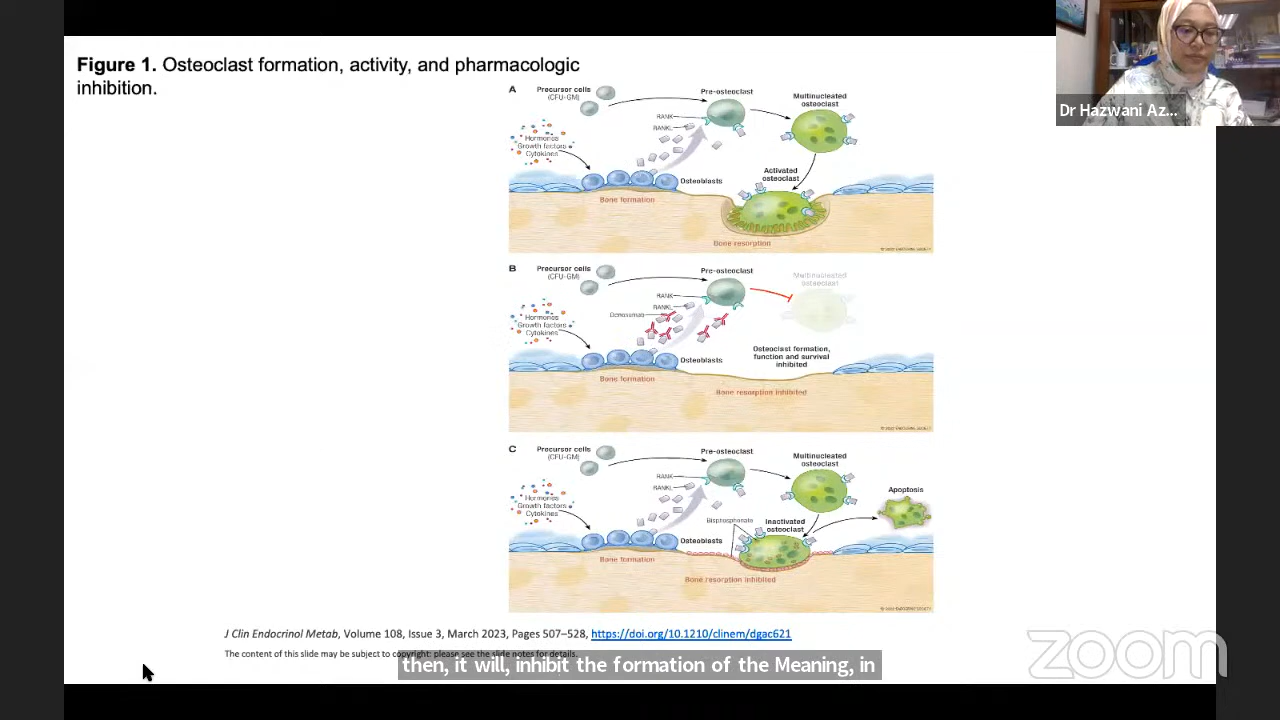 Figure 1. Osteoclast formation, activity, and pharmacologic
inhibition.
Dr Hazwani Az...
A
Precursor cells
(CFU-GM)
Pre-osteoclast
Multinucleated
osteoclast
RANK
RANKL
Hormones
Growth factors
Cytokines
Activated
osteoclast
Osteoblasts
Bone formation
Bone resorption
B
Precursor cells
(CFU-GM)
Pre-osteoclast
Multinucleated
osteoclast
RANK
RANKL
Denosumab
Hormones
Growth factors
Cytokines
Osteoclast formation,
function and survival
inhibited
Osteoblasts
Bone formation
Bone resorption inhibited
C
Precursor cells
(CFU-GM)
Pre-osteoclast
Multinucleated
osteoclast
RANK
RANKL
Hormones
Growth factors
Cytokines
Apoptosis
Bisphosphonate
Inactivated
osteoclast
Osteoblasts
Bone formation
Bone resorption inhibited
J Clin Endocrinol Metab, Volume 108, Issue 3, March 2023, Pages 507–528, https://doi.org/10.1210/clinem/dgac621
The content of this slide may be subject to copyright: please see the slide notes for details.
then, it will, inhibit the formation of the Meaning, in
zoom